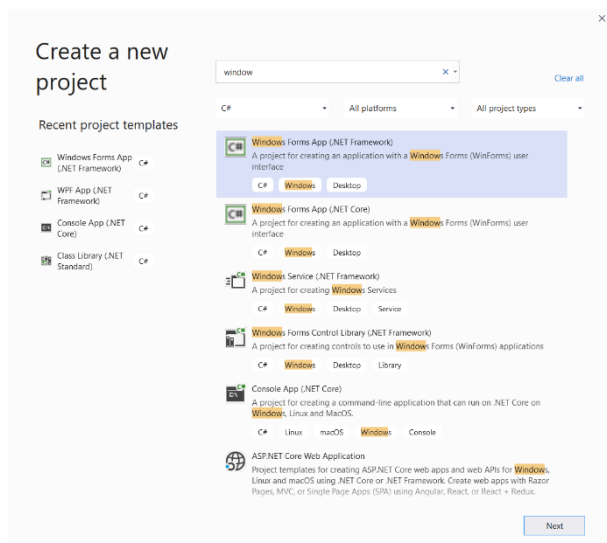 Create a new
project
Recent project templates
Windows Forms App
(.NET Framework)
C#
WPF App (.NET
Framework)
C#
Console App (.NET
Core)
C#
Class Library (.NET
Standard)
C#
window
Clear all
C# All platforms All project types
Windows Forms App (.NET Framework)
A project for creating an application with a Windows Forms (WinForms) user
interface
C# Windows Desktop
Windows Forms App (.NET Core)
A project for creating an application with a Windows Forms (WinForms) user
interface
C# Windows Desktop
Windows Service (.NET Framework)
A project for creating Windows Services
C# Windows Desktop Service
Windows Forms Control Library (.NET Framework)
A project for creating controls to use in Windows Forms (WinForms) applications
C# Windows Desktop Library
Console App (.NET Core)
A project for creating a command-line application that can run on .NET Core on
Windows, Linux and MacOS.
C# Linux macOS Windows Console
ASP.NET Core Web Application
Project templates for creating ASP.NET Core web apps and web APIs for Windows,
Linux and macOS using .NET Core or .NET Framework. Create web apps with Razor
Pages, MVC, or Single Page Apps (SPA) using Angular, React, or React + Redux.
Next